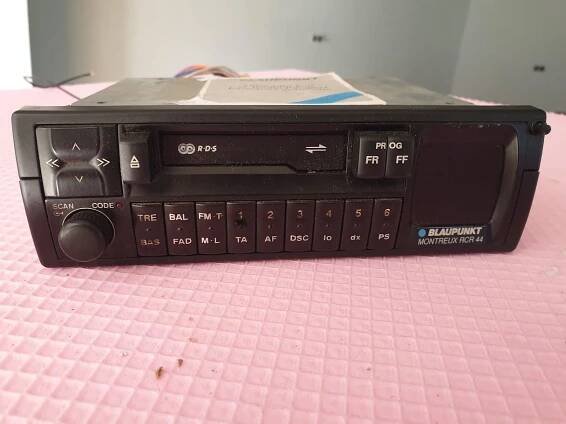 BLAUPUNKT
R·D·S
PROG
FR FF
SCAN CODE
TRE BAL FM·T 1 2 3 4 5 6
BAS FAD M·L TA AF DSC lo dx PS
BLAUPUNKT
MONTREUX RCR 44